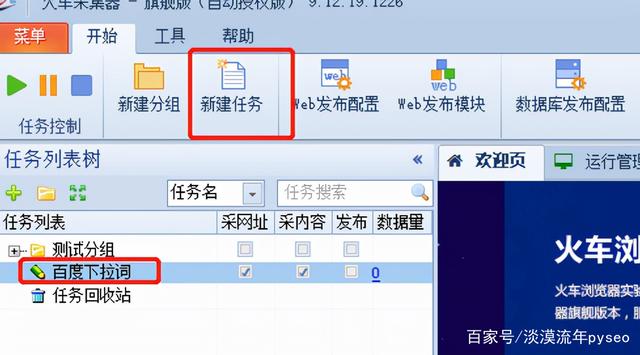 火车采集器 - 旗舰版（自动授权版） 9.12.19.1226
菜单 开始 工具 帮助
新建分组 新建任务 Web发布配置 Web发布模块 数据库发布配置
任务控制
任务列表树 欢迎页 运行管理
任务名 任务搜索
任务列表 采网址 采内容 发布 数据量
测试分组
百度下拉词 0
任务回收站
火车浏
火车浏览器实验
器旗舰版本，服
百家号/淡漠流年pyseo